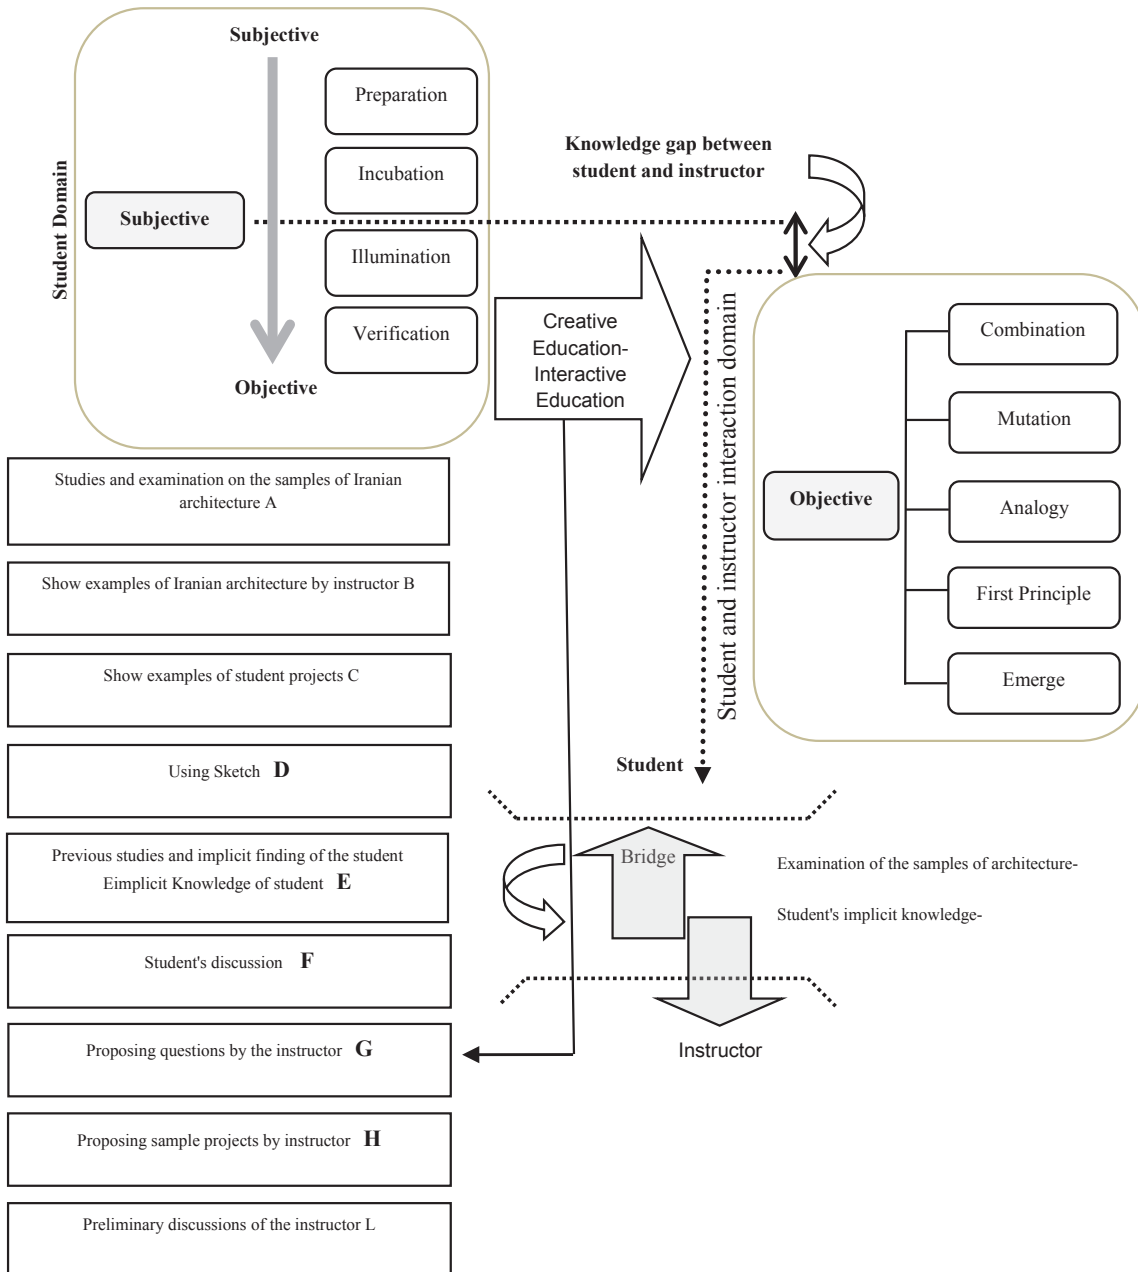 Subjective
Preparation
Incubation
Subjective
Illumination
Verification
Objective
Student Domain
Knowledge gap between
student and instructor
Creative
Education-
Interactive
Education
Student and instructor interaction domain
Combination
Mutation
Objective
Analogy
First Principle
Emerge
Studies and examination on the samples of Iranian
architecture A
Show examples of Iranian architecture by instructor B
Show examples of student projects C
Using Sketch D
Previous studies and implicit finding of the student
Eimplicit Knowledge of student E
Student's discussion F
Proposing questions by the instructor G
Proposing sample projects by instructor H
Preliminary discussions of the instructor L
Student
Bridge
Examination of the samples of architecture-
Student's implicit knowledge-
Instructor